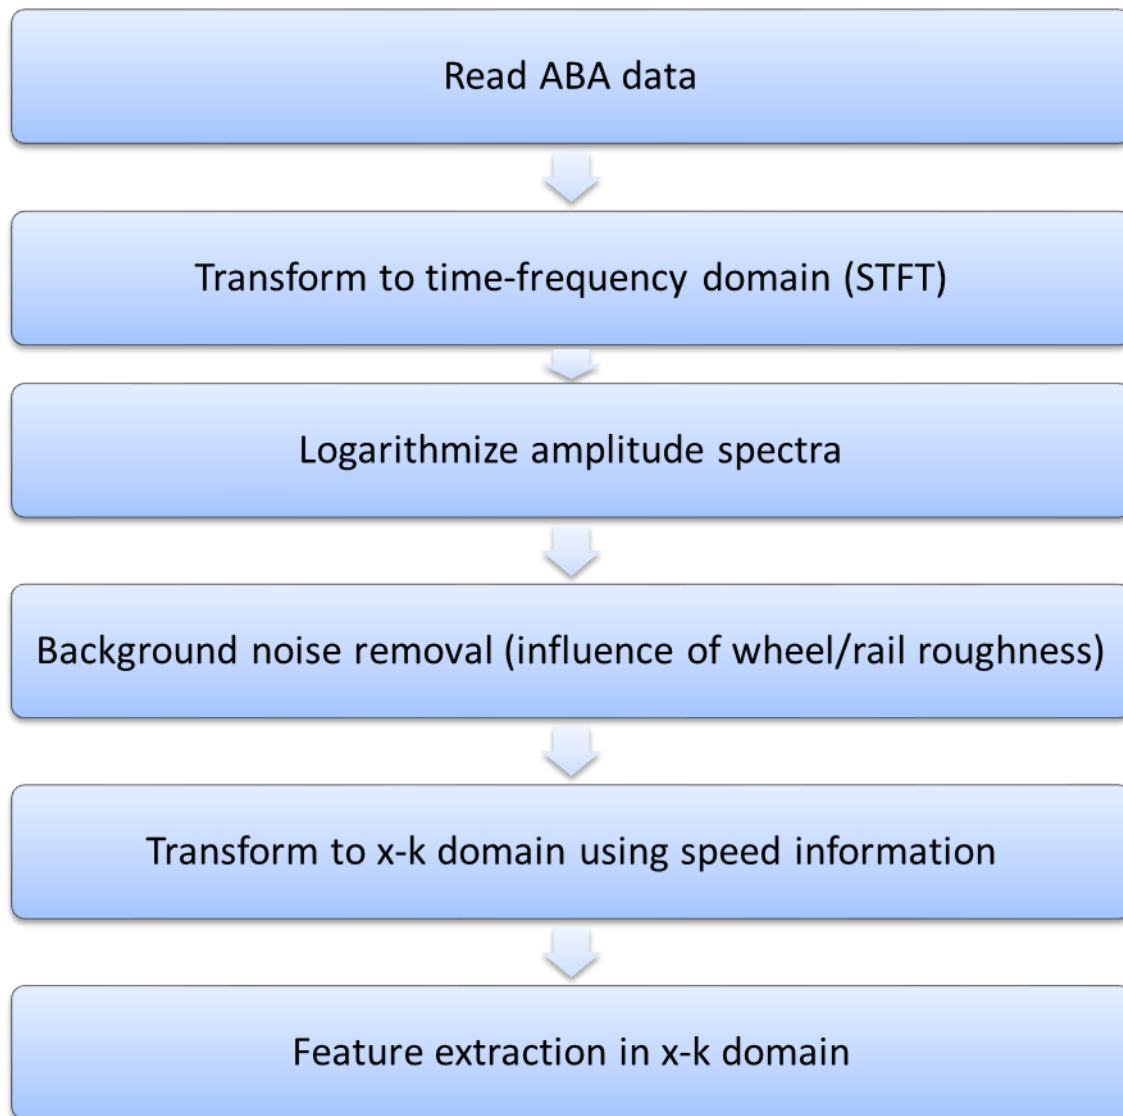 Read ABA data
Transform to time-frequency domain (STFT)
Logarithmize amplitude spectra
Background noise removal (influence of wheel/rail roughness)
Transform to x-k domain using speed information
Feature extraction in x-k domain